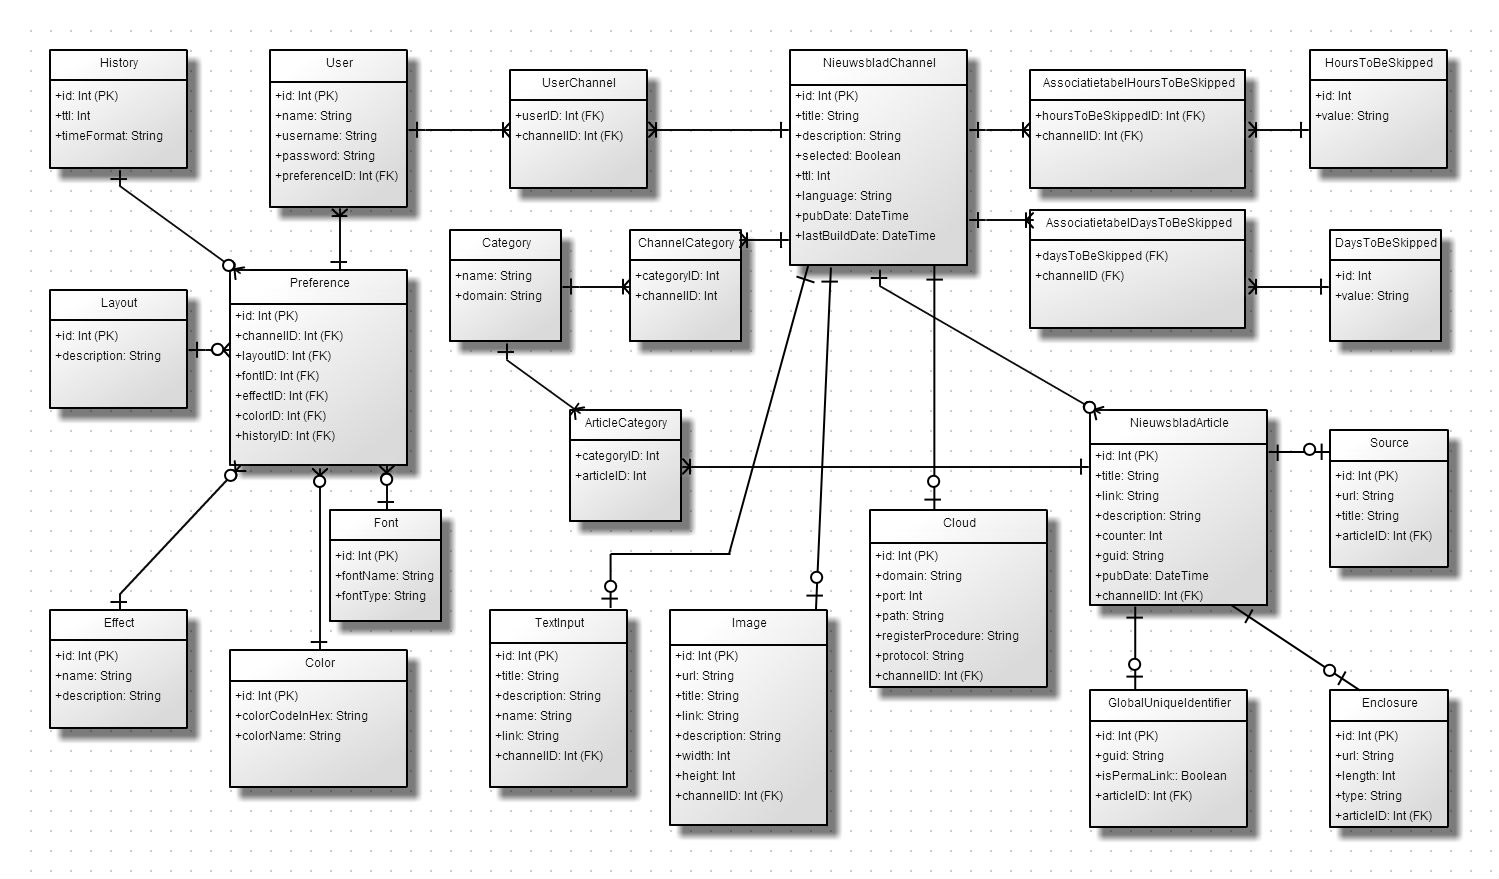 History
+id: Int (PK)
+ttl: Int
+timeFormat: String
User
+id: Int (PK)
+name: String
+username: String
+password: String
+preferenceID: Int (FK)
UserChannel
+userID: Int (FK)
+channelID: Int (FK)
NieuwsbladChannel
+id: Int (PK)
+title: String
+description: String
+selected: Boolean
+ttl: Int
+language: String
+pubDate: DateTime
+lastBuildDate: DateTime
AssociatietabelHoursToBeSkipped
+hoursToBeSkippedID: Int (FK)
+channelID: Int (FK)
HoursToBeSkipped
+id: Int
+value: String
Category
+name: String
+domain: String
ChannelCategory
+categoryID: Int
+channelID: Int
AssociatietabelDaysToBeSkipped
+daysToBeSkipped (FK)
+channelID (FK)
DaysToBeSkipped
+id: Int
+value: String
Layout
+id: Int (PK)
+description: String
Preference
+id: Int (PK)
+channelID: Int (FK)
+layoutID: Int (FK)
+fontID: Int (FK)
+effectID: Int (FK)
+colorID: Int (FK)
+historyID: Int (FK)
ArticleCategory
+categoryID: Int
+articleID: Int
NieuwsbladArticle
+id: Int (PK)
+title: String
+link: String
+description: String
+counter: Int
+guid: String
+pubDate: DateTime
+channelID: Int (FK)
Source
+id: Int (PK)
+url: String
+title: String
+articleID: Int (FK)
Font
+id: Int (PK)
+fontName: String
+fontType: String
Cloud
+id: Int (PK)
+domain: String
+port: Int
+path: String
+registerProcedure: String
+protocol: String
+channelID: Int (FK)
Effect
+id: Int (PK)
+name: String
+description: String
Color
+id: Int (PK)
+colorCodeInHex: String
+colorName: String
TextInput
+id: Int (PK)
+title: String
+description: String
+name: String
+link: String
+channelID: Int (FK)
Image
+id: Int (PK)
+url: String
+title: String
+link: String
+description: String
+width: Int
+height: Int
+channelID: Int (FK)
GlobalUniqueIdentifier
+id: Int (PK)
+guid: String
+isPermaLink:: Boolean
+articleID: Int (FK)
Enclosure
+id: Int (PK)
+url: String
+length: Int
+type: String
+articleID: Int (FK)